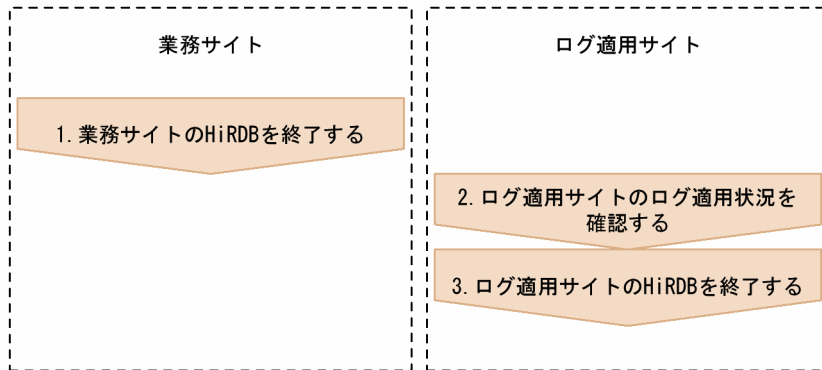 業務サイト
ログ適用サイト
1. 業務サイトのHiRDBを終了する
2. ログ適用サイトのログ適用状況を
確認する
3. ログ適用サイトのHiRDBを終了する